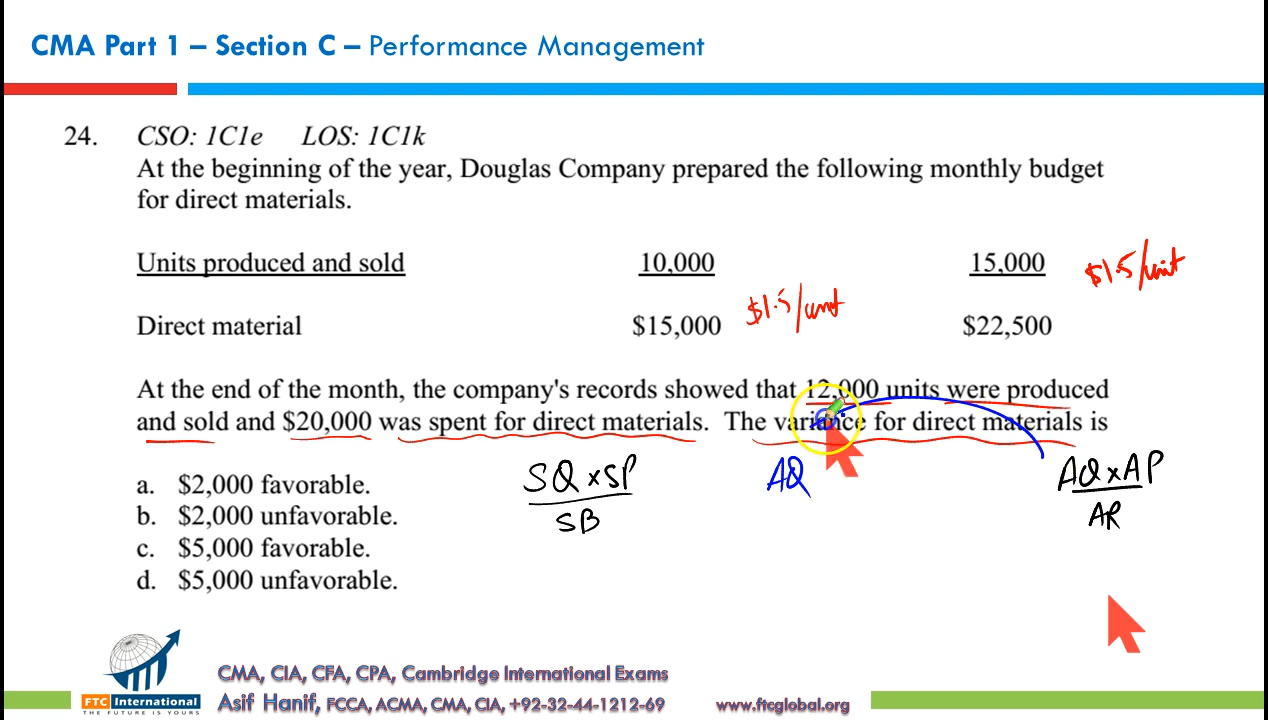 CMA Part 1 – Section C – Performance Management
24. CSO: 1C1e LOS: 1C1k
At the beginning of the year, Douglas Company prepared the following monthly budget
for direct materials.
Units produced and sold 10,000 15,000 $1.5/unit
Direct material $15,000 $1.5/unit $22,500
At the end of the month, the company's records showed that 12,000 units were produced
and sold and $20,000 was spent for direct materials. The variance for direct materials is
a. $2,000 favorable.
b. $2,000 unfavorable.
c. $5,000 favorable.
d. $5,000 unfavorable.
SQ x SP AQ AQ x AP
SB AR
CMA, CIA, CFA, CPA, Cambridge International Exams
FTC International
THE FUTURE IS YOURS
Asif Hanif, FCCA, ACMA, CMA, CIA, +92-32-44-1212-69 www.ftcglobal.org